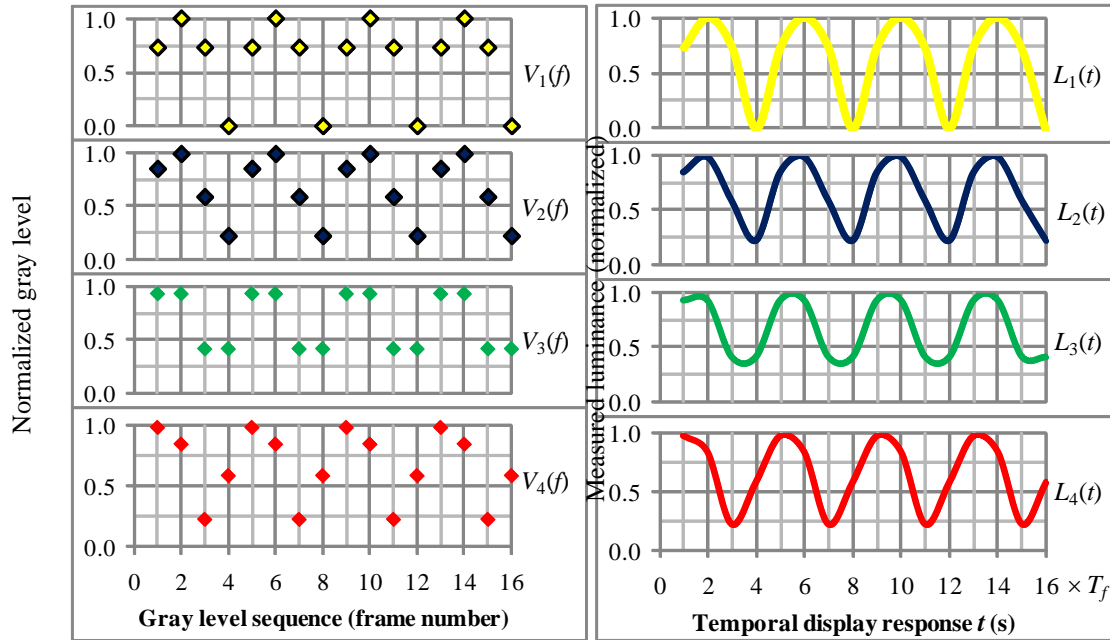 Normalized gray level
1.0
0.5
0.0
V1(f)
1.0
0.5
0.0
V2(f)
1.0
0.5
0.0
V3(f)
1.0
0.5
0.0
V4(f)
0 2 4 6 8 10 12 14 16
Gray level sequence (frame number)
Measured luminance (normalized)
1.0
0.5
0.0
L1(t)
1.0
0.5
1.0
0.0
L2(t)
1.0
0.5
1.0
0.0
L3(t)
1.0
0.5
0.0
L4(t)
0 2 4 6 8 10 12 14 16 × Tf
Temporal display response t (s)